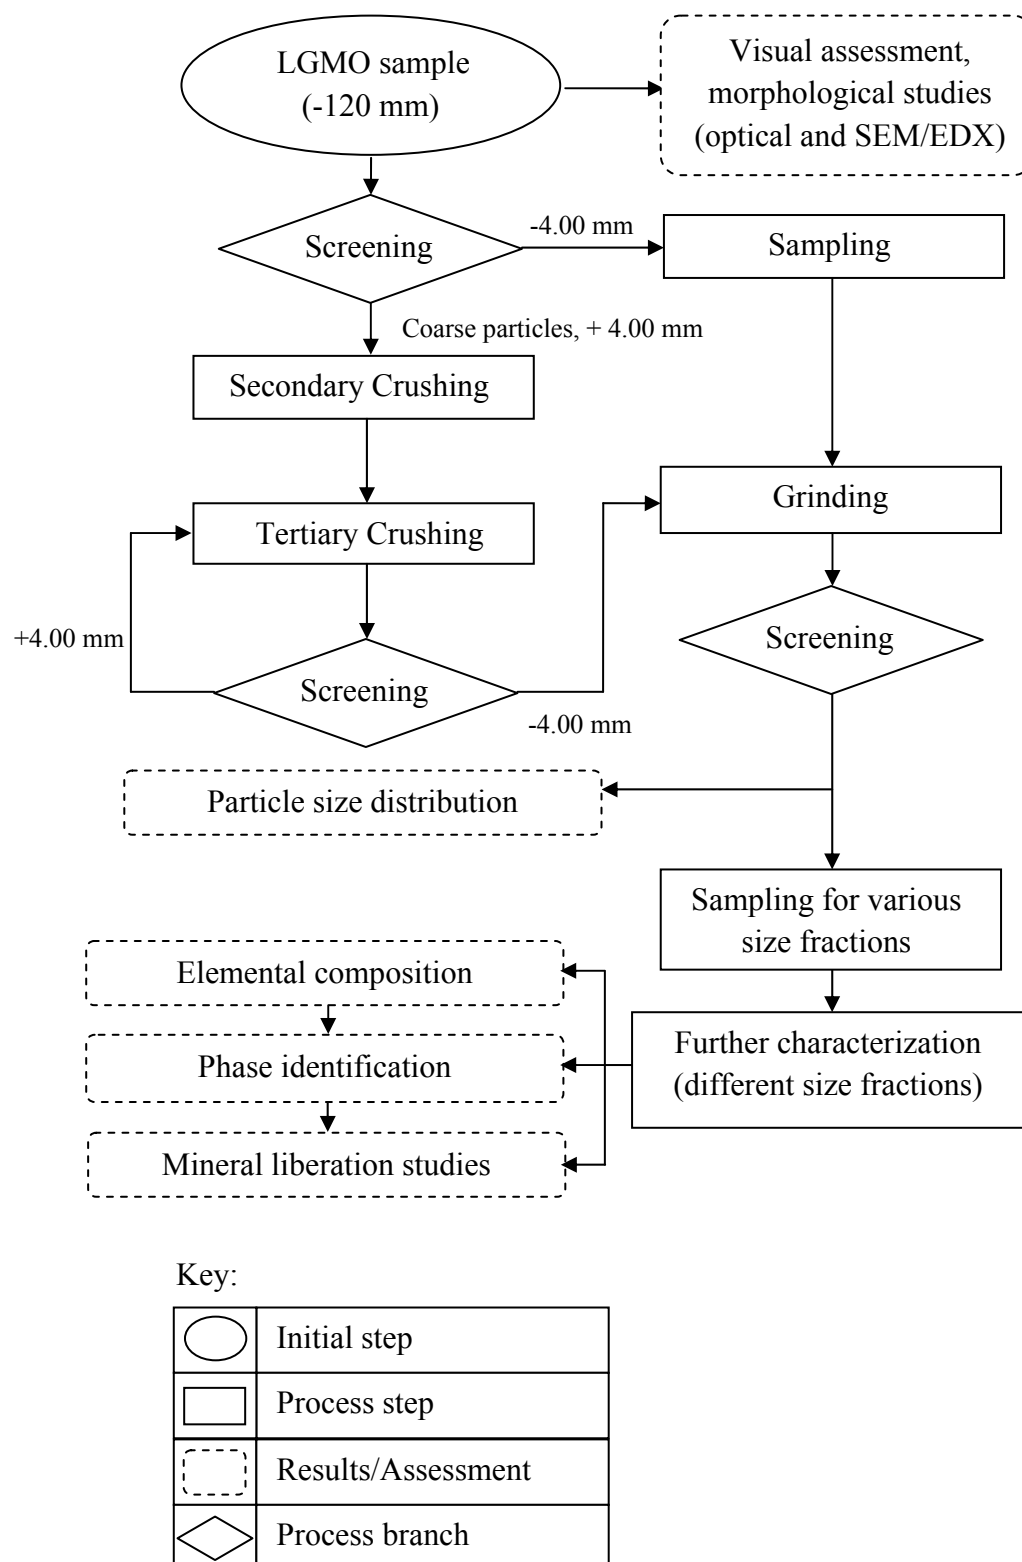 LGMO sample
(-120 mm)
Visual assessment,
morphological studies
(optical and SEM/EDX)
Screening
-4.00 mm
Sampling
Coarse particles, + 4.00 mm
Secondary Crushing
Grinding
Tertiary Crushing
+4.00 mm
Screening
Screening
-4.00 mm
Particle size distribution
Sampling for various
size fractions
Elemental composition
Further characterization
(different size fractions)
Phase identification
Mineral liberation studies
Key:
Initial step
Process step
Results/Assessment
Process branch